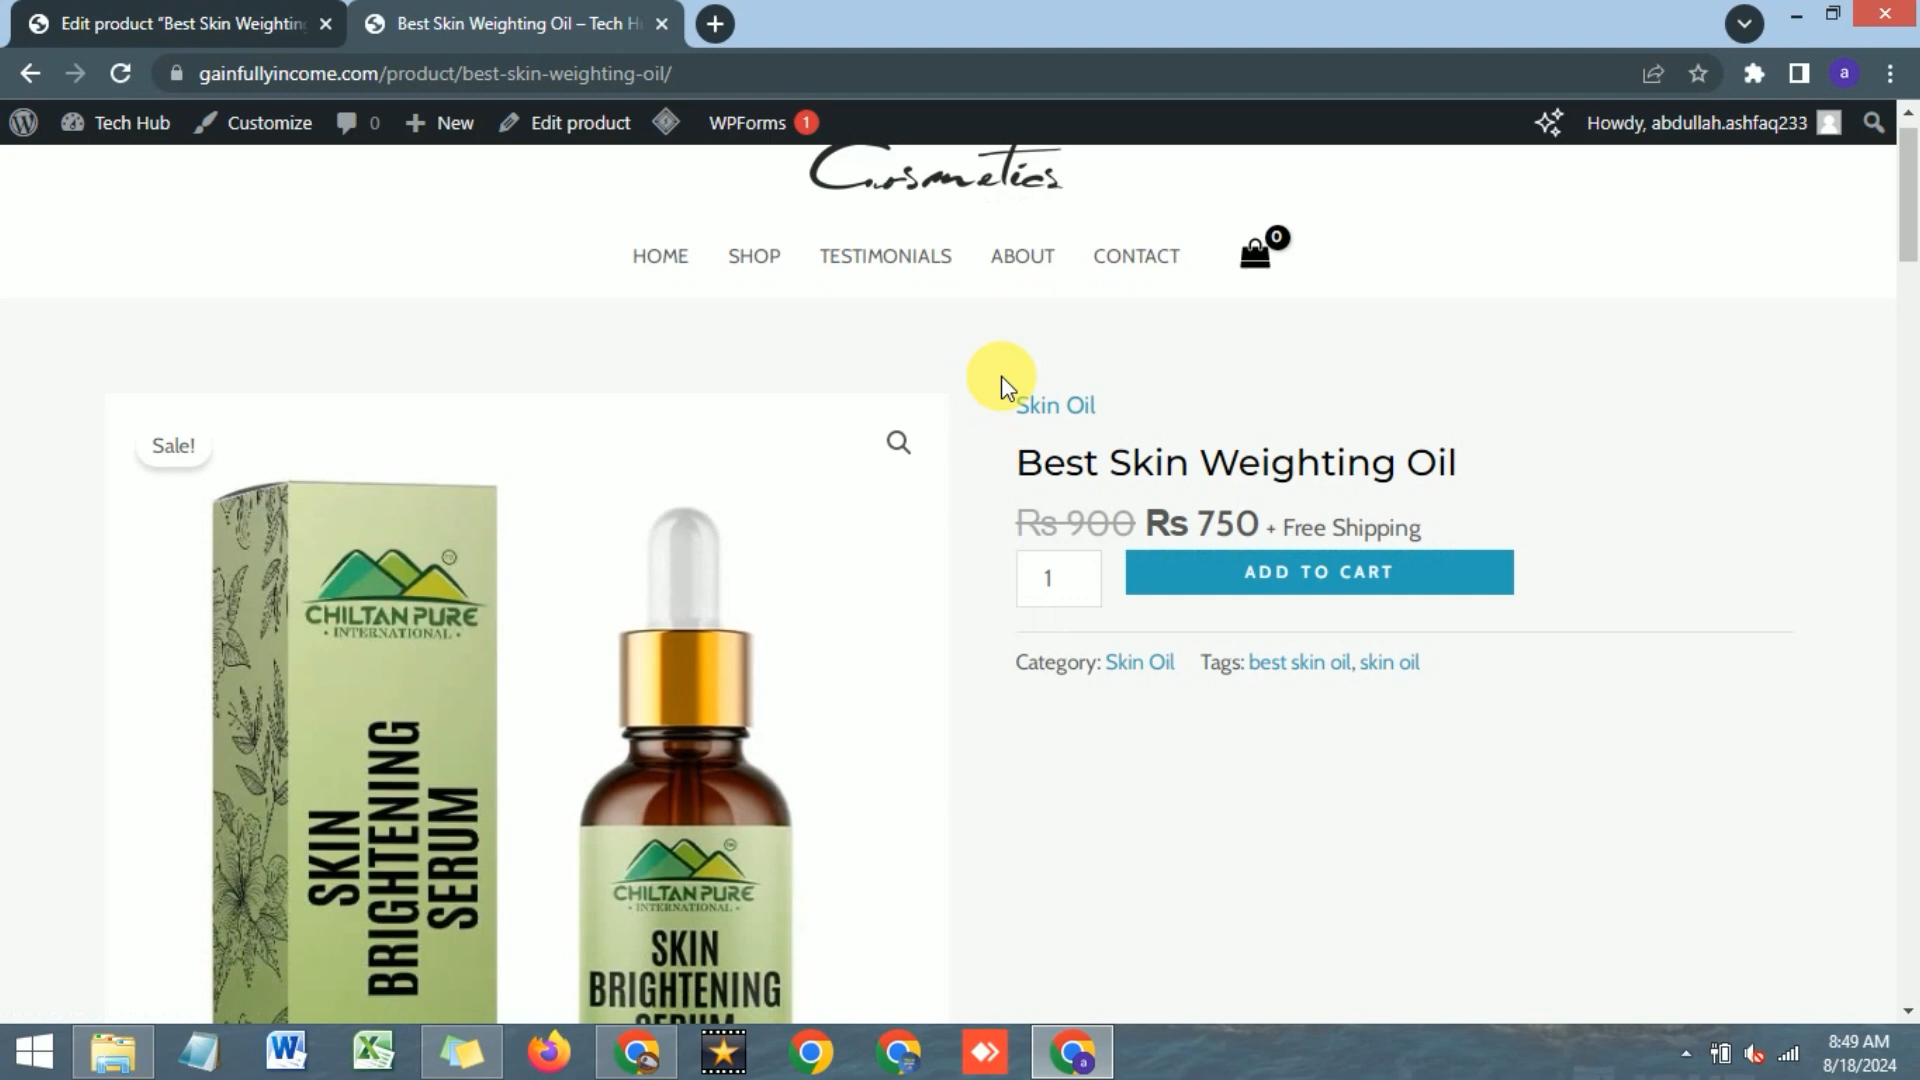 Edit product “Best Skin Weighting
Best Skin Weighting Oil – Tech H
gainfullyincome.com/product/best-skin-weighting-oil/
a
Tech Hub
Customize
0
New
Edit product
WPForms
1
Howdy, abdullah.ashfaq233
Cosmetics
HOME
SHOP
TESTIMONIALS
ABOUT
CONTACT
0
Skin Oil
Sale!
Best Skin Weighting Oil
Rs 900 Rs 750 + Free Shipping
1
ADD TO CART
Category: Skin Oil Tags: best skin oil, skin oil
CHILTAN PURE
• INTERNATIONAL •
SKIN
BRIGHTENING
SERUM
CHILTAN PURE
• INTERNATIONAL •
SKIN
BRIGHTENING
SERUM
8:49 AM
8/18/2024